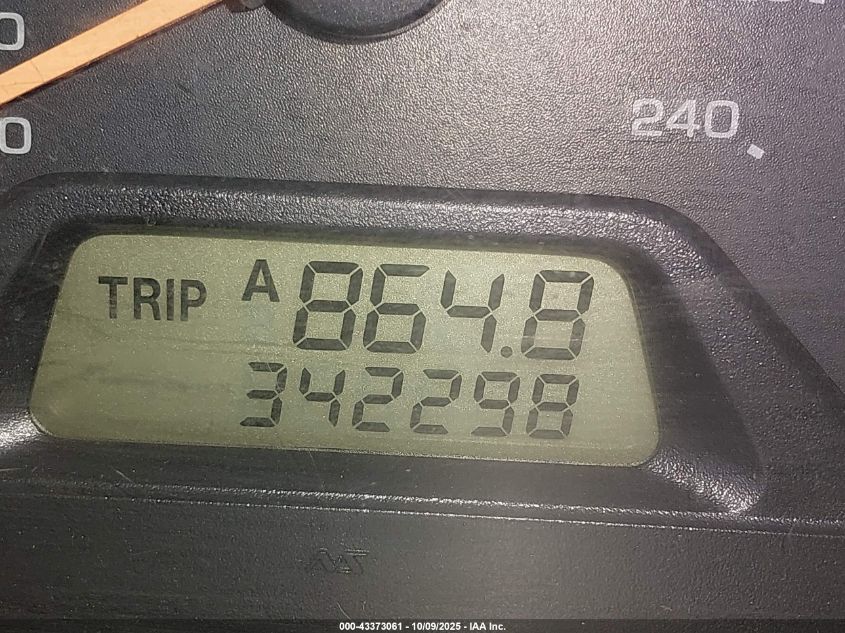 240
TRIP A 864.8
342298
000-43373061 - 10/09/2025 - IAA Inc.